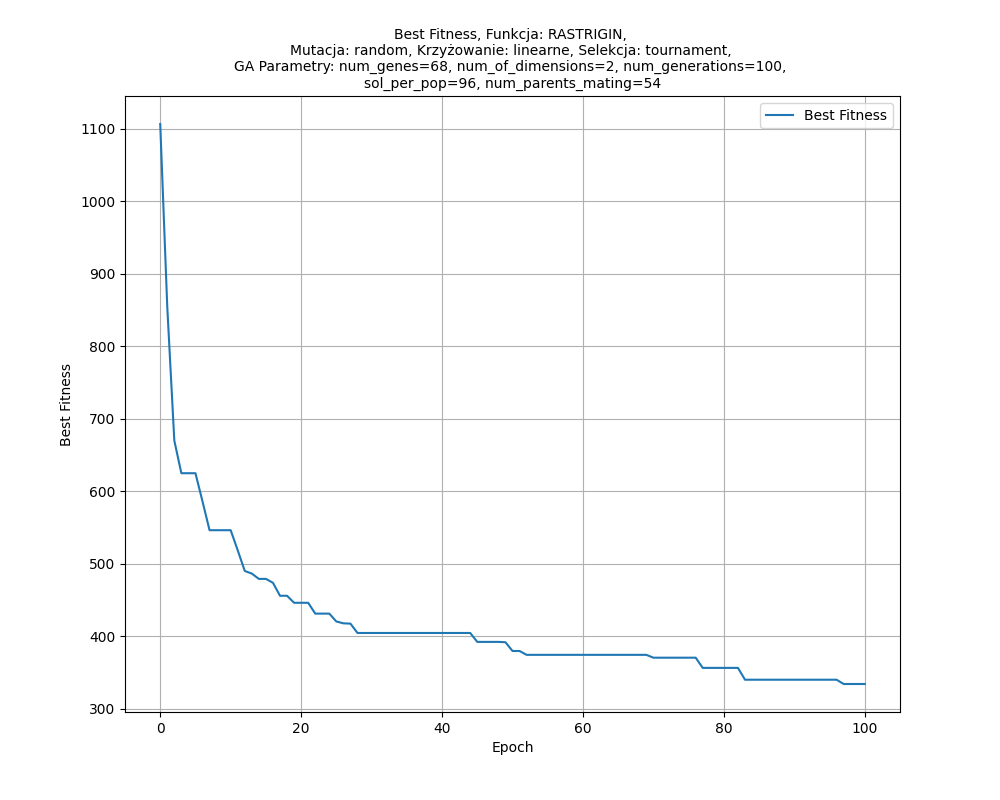 Best Fitness, Funkcja: RASTRIGIN,
Mutacja: random, Krzyżowanie: linearne, Selekcja: tournament,
GA Parametry: num_genes=68, num_of_dimensions=2, num_generations=100,
sol_per_pop=96, num_parents_mating=54
Best Fitness
1100
1000
900
800
700
600
500
400
300
Best Fitness
0 20 40 60 80 100
Epoch